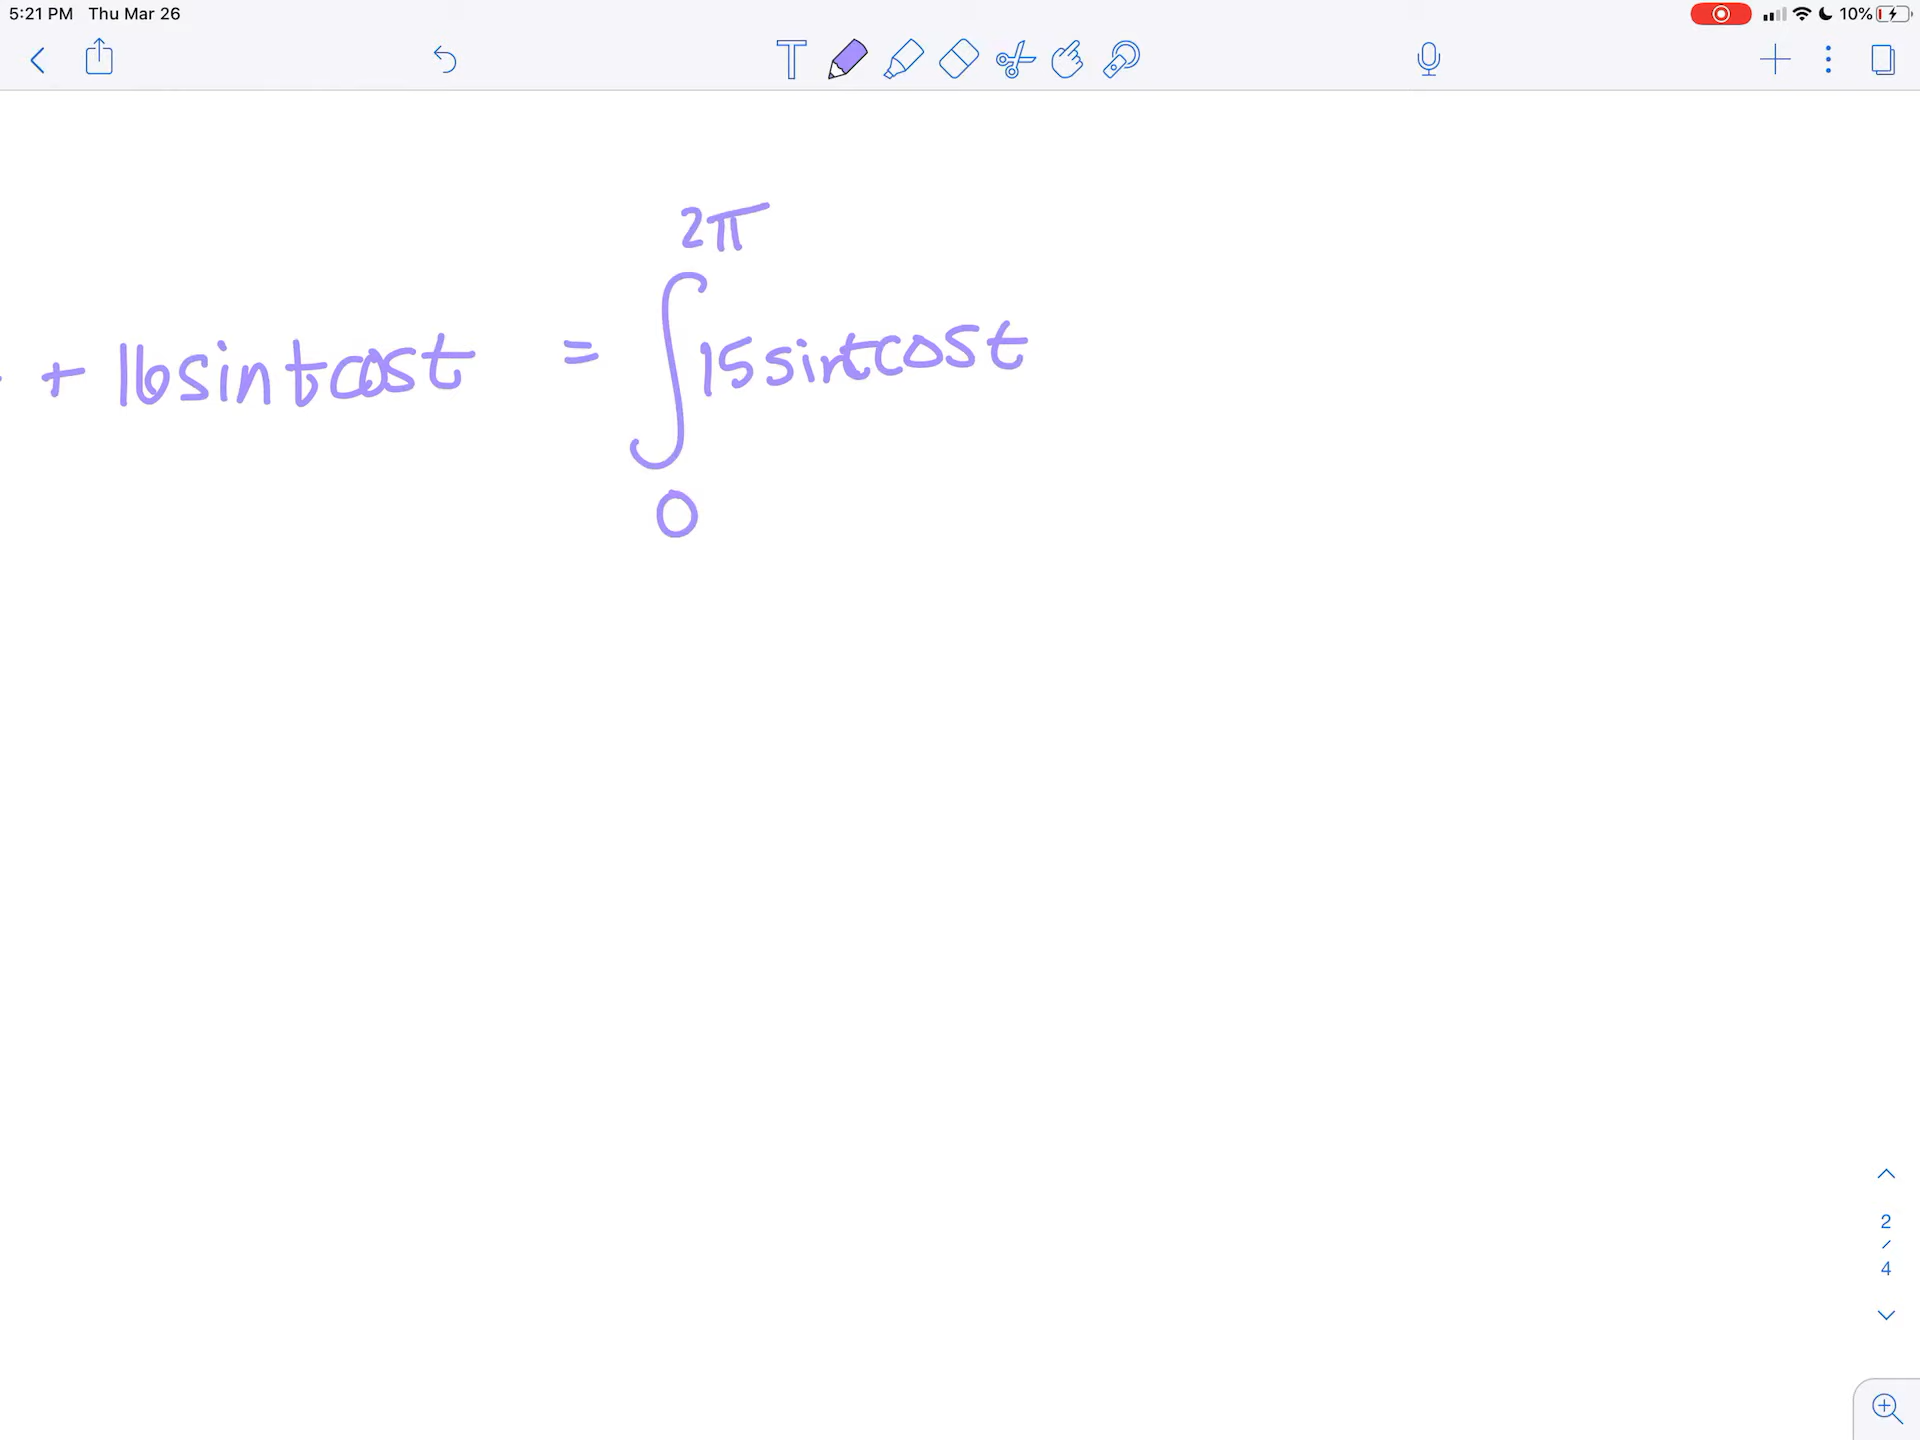 5:21 PM Thu Mar 26
10%
T
2π
+ 16sintcost = ∫15sintcost
0
2
/
4